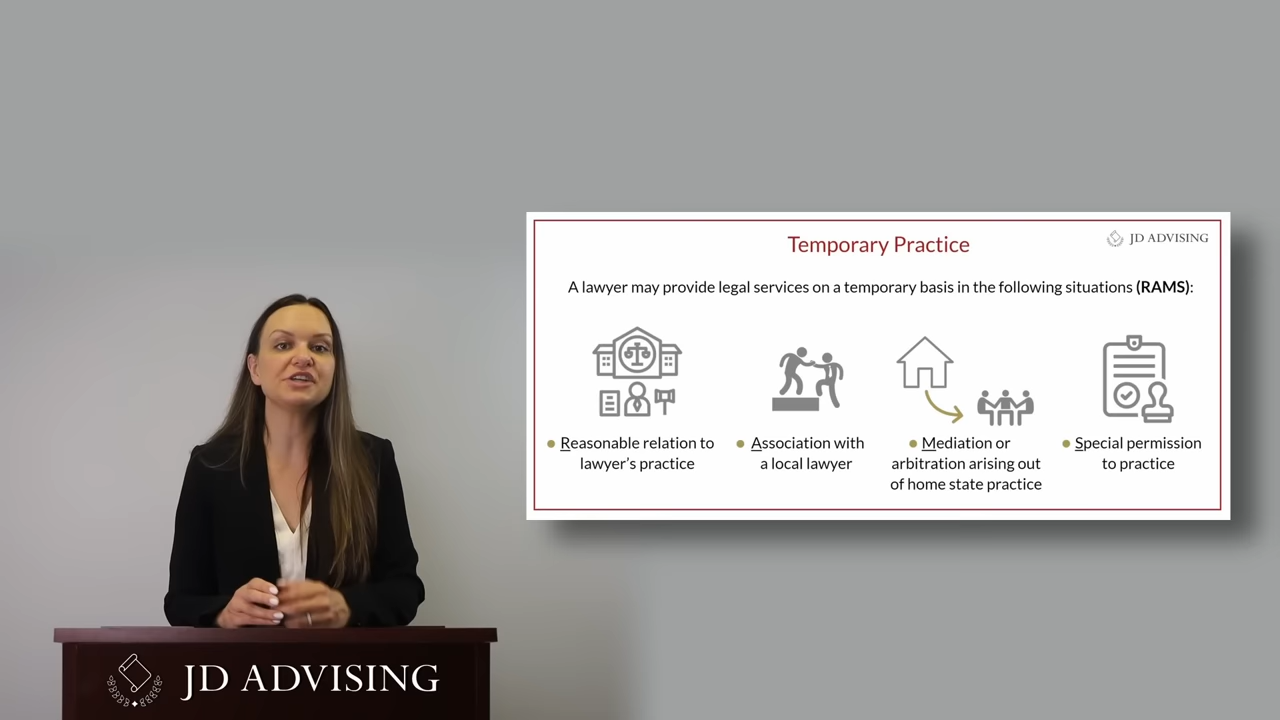 Temporary Practice
JD ADVISING
A lawyer may provide legal services on a temporary basis in the following situations (RAMS):
Reasonable relation to
lawyer's practice
Association with
a local lawyer
Mediation or
arbitration arising out
of home state practice
Special permission
to practice
JD ADVISING